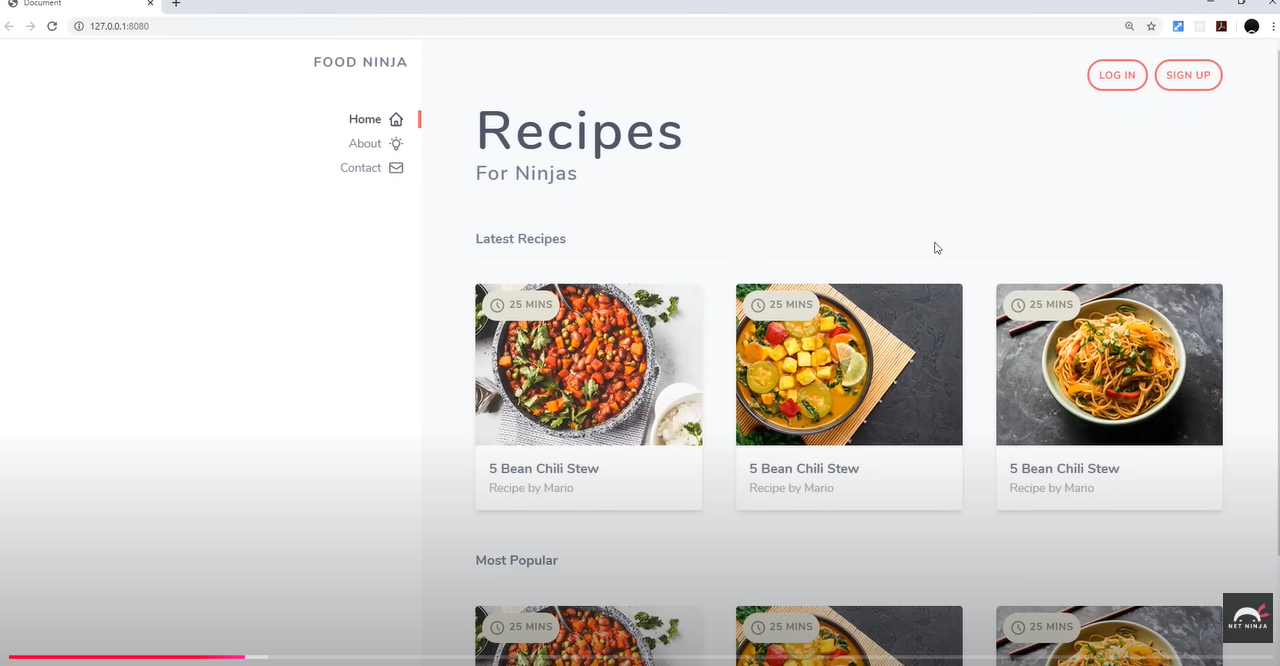 Document
127.0.0.1:8080
FOOD NINJA
LOG IN
SIGN UP
Home
About
Contact
Recipes
For Ninjas
Latest Recipes
25 MINS
25 MINS
25 MINS
5 Bean Chili Stew
5 Bean Chili Stew
5 Bean Chili Stew
Recipe by Mario
Recipe by Mario
Recipe by Mario
Most Popular
25 MINS
25 MINS
25 MINS
NET NINJA